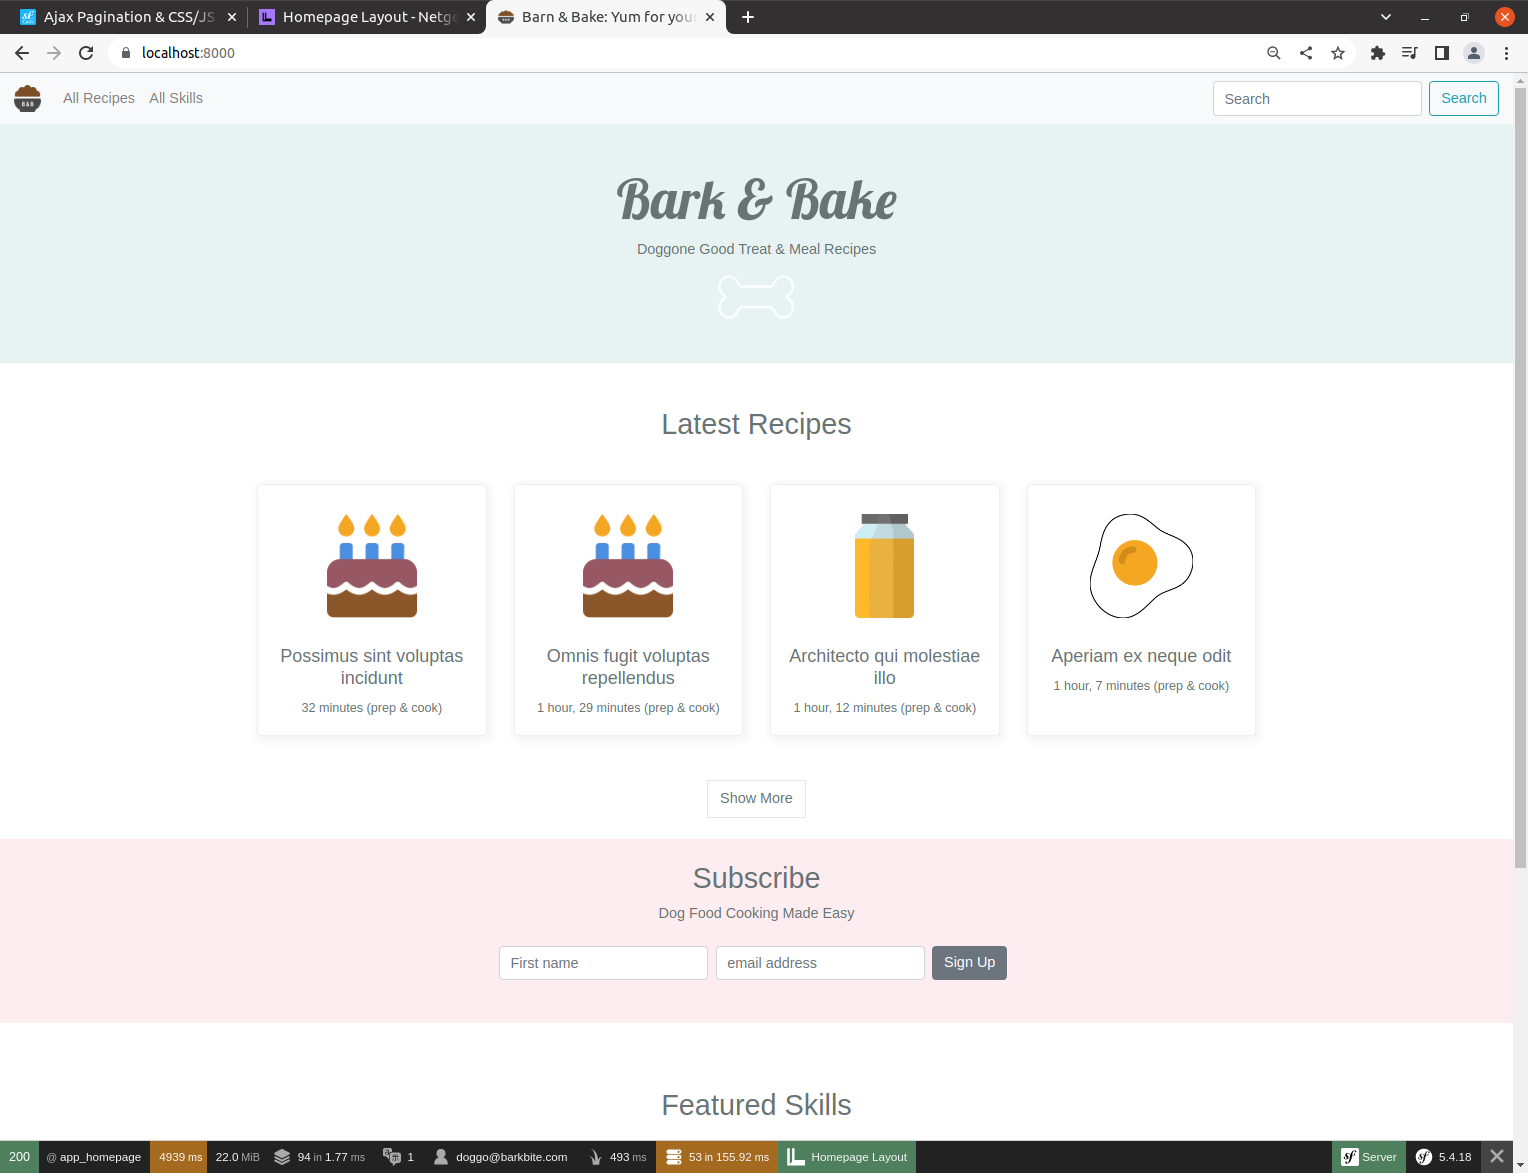 Ajax Pagination & CSS/JS
Homepage Layout - Netge
Barn & Bake: Yum for your
localhost:8000
B&B
All Recipes
All Skills
Search
Search
Bark & Bake
Doggone Good Treat & Meal Recipes
Latest Recipes
Possimus sint voluptas
incidunt
32 minutes (prep & cook)
Omnis fugit voluptas
repellendus
1 hour, 29 minutes (prep & cook)
Architecto qui molestiae
illo
1 hour, 12 minutes (prep & cook)
Aperiam ex neque odit
1 hour, 7 minutes (prep & cook)
Show More
Subscribe
Dog Food Cooking Made Easy
First name
email address
Sign Up
Featured Skills
200
@ app_homepage
4939 ms
22.0 MiB
94 in 1.77 ms
1
doggo@barkbite.com
493 ms
53 in 155.92 ms
Homepage Layout
sf Server
sf 5.4.18